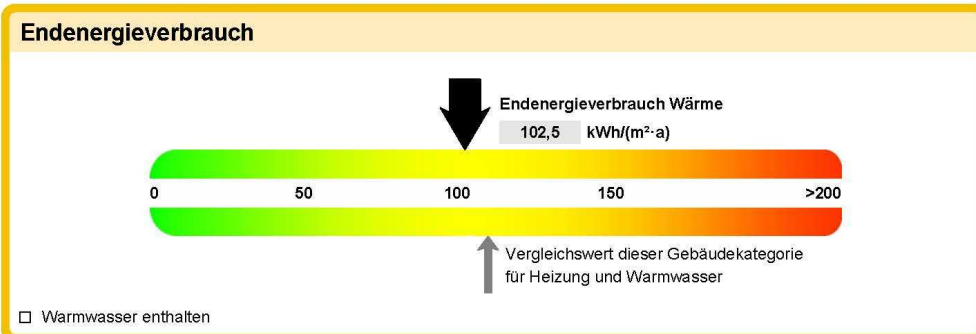 Endenergieverbrauch
Endenergieverbrauch Wärme
102,5 kWh/(m²·a)
0 50 100 150 >200
Vergleichswert dieser Gebäudekategorie
für Heizung und Warmwasser
☐ Warmwasser enthalten